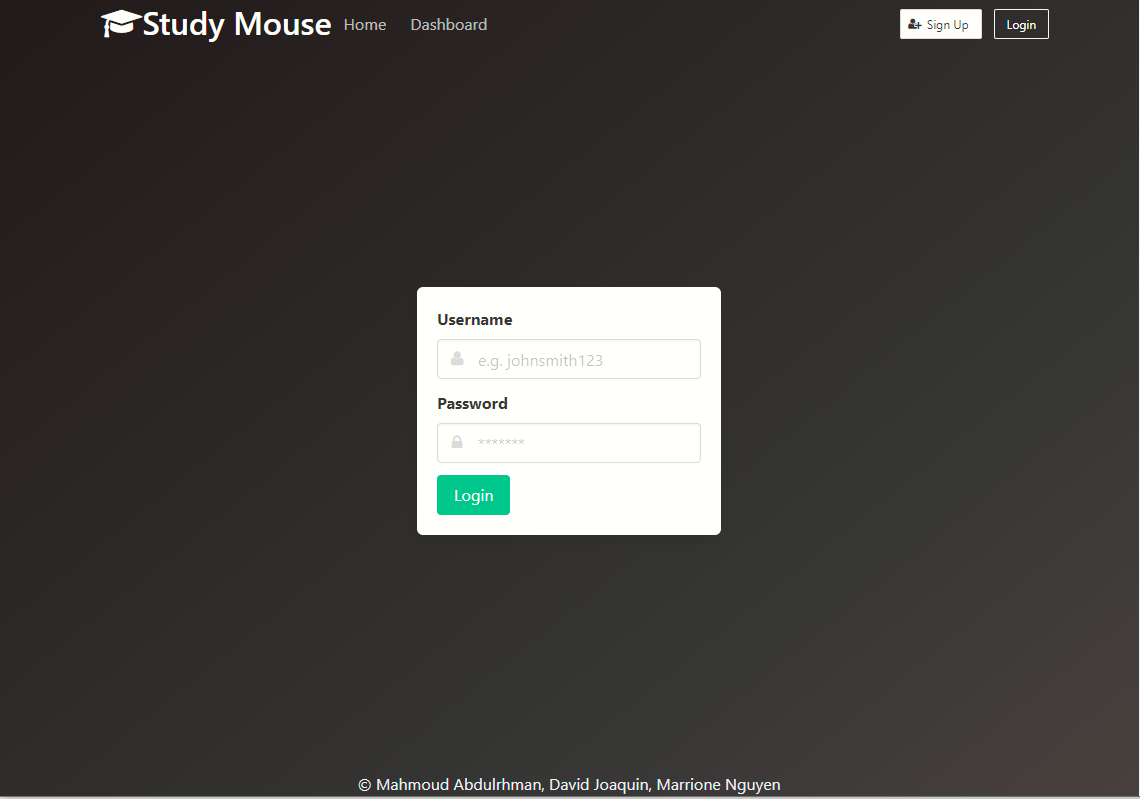 Study Mouse Home Dashboard Sign Up Login
Username
e.g. johnsmith123
Password
*******
Login
© Mahmoud Abdulrhman, David Joaquin, Marrione Nguyen